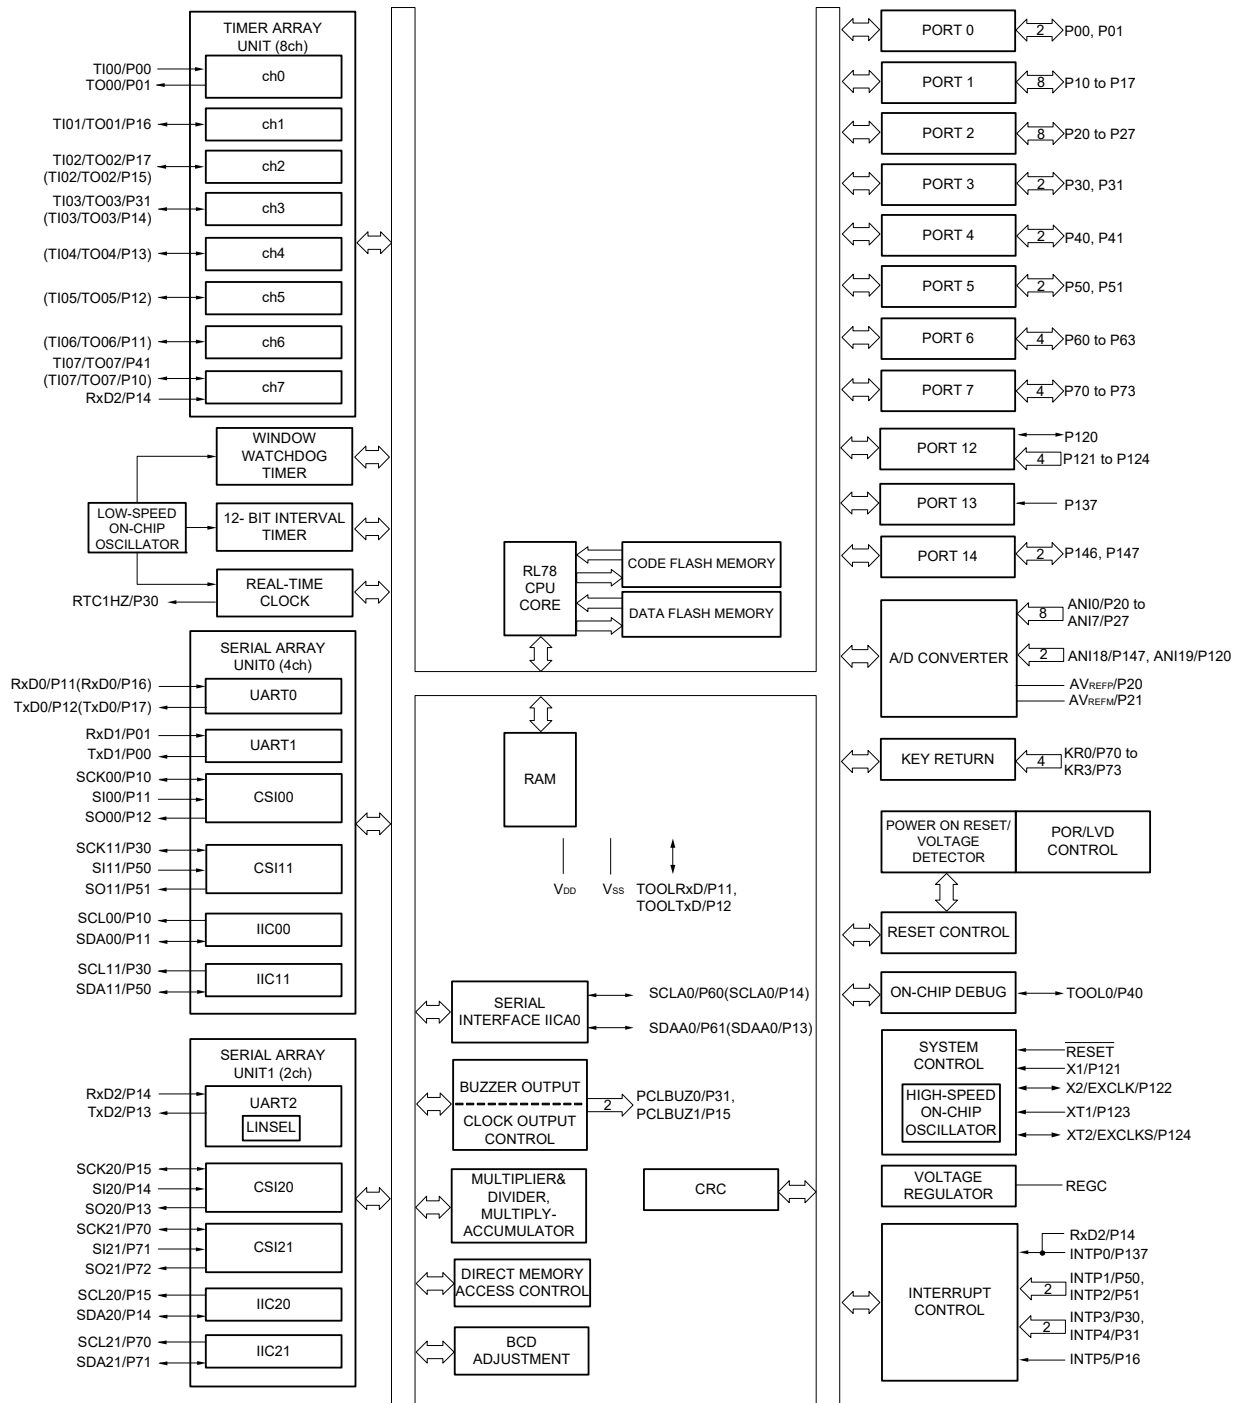 TIMER ARRAY
UNIT (8ch)
TI00/P00
TO00/P01
ch0
TI01/TO01/P16
ch1
TI02/TO02/P17
(TI02/TO02/P15)
ch2
TI03/TO03/P31
(TI03/TO03/P14)
ch3
(TI04/TO04/P13)
ch4
(TI05/TO05/P12)
ch5
(TI06/TO06/P11)
ch6
TI07/TO07/P41
(TI07/TO07/P10)
RxD2/P14
ch7
WINDOW
WATCHDOG
TIMER
LOW-SPEED
ON-CHIP
OSCILLATOR
12- BIT INTERVAL
TIMER
REAL-TIME
CLOCK
RTC1HZ/P30
SERIAL ARRAY
UNIT0 (4ch)
RxD0/P11(RxD0/P16)
TxD0/P12(TxD0/P17)
UART0
RxD1/P01
TxD1/P00
UART1
SCK00/P10
SI00/P11
SO00/P12
CSI00
SCK11/P30
SI11/P50
SO11/P51
CSI11
SCL00/P10
SDA00/P11
IIC00
SCL11/P30
SDA11/P50
IIC11
SERIAL ARRAY
UNIT1 (2ch)
RxD2/P14
TxD2/P13
UART2
LINSEL
SCK20/P15
SI20/P14
SO20/P13
CSI20
SCK21/P70
SI21/P71
SO21/P72
CSI21
SCL20/P15
SDA20/P14
IIC20
SCL21/P70
SDA21/P71
IIC21
RL78
CPU
CORE
CODE FLASH MEMORY
DATA FLASH MEMORY
RAM
VDD
VSS
TOOLRxD/P11,
TOOLTxD/P12
SERIAL
INTERFACE IICA0
SCLA0/P60(SCLA0/P14)
SDAA0/P61(SDAA0/P13)
BUZZER OUTPUT
CLOCK OUTPUT
CONTROL
2
PCLBUZ0/P31,
PCLBUZ1/P15
MULTIPLIER&
DIVIDER,
MULTIPLY-
ACCUMULATOR
CRC
DIRECT MEMORY
ACCESS CONTROL
BCD
ADJUSTMENT
PORT 0
2
P00, P01
PORT 1
8
P10 to P17
PORT 2
8
P20 to P27
PORT 3
2
P30, P31
PORT 4
2
P40, P41
PORT 5
2
P50, P51
PORT 6
4
P60 to P63
PORT 7
4
P70 to P73
PORT 12
P120
4
P121 to P124
PORT 13
P137
PORT 14
2
P146, P147
A/D CONVERTER
8
ANI0/P20 to
ANI7/P27
2
ANI18/P147, ANI19/P120
AVREFP/P20
AVREFM/P21
KEY RETURN
4
KR0/P70 to
KR3/P73
POWER ON RESET/
VOLTAGE
DETECTOR
POR/LVD
CONTROL
RESET CONTROL
ON-CHIP DEBUG
TOOL0/P40
SYSTEM
CONTROL
HIGH-SPEED
ON-CHIP
OSCILLATOR
RESET
X1/P121
X2/EXCLK/P122
XT1/P123
XT2/EXCLKS/P124
VOLTAGE
REGULATOR
REGC
INTERRUPT
CONTROL
RxD2/P14
INTP0/P137
2
INTP1/P50,
INTP2/P51
2
INTP3/P30,
INTP4/P31
INTP5/P16